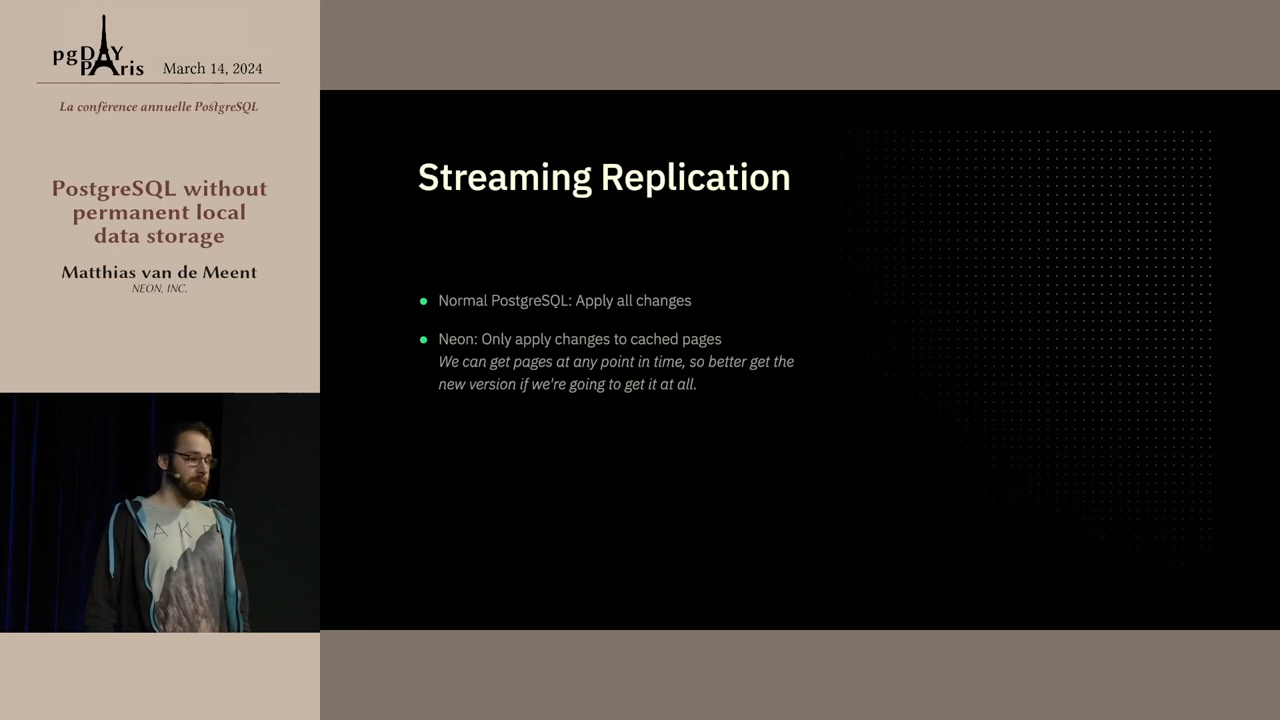 pgDAY
PAris
March 14, 2024
La conférence annuelle PostgreSQL
PostgreSQL without
permanent local
data storage
Matthias van de Meent
NEON, INC.
Streaming Replication
Normal PostgreSQL: Apply all changes
Neon: Only apply changes to cached pages
We can get pages at any point in time, so better get the
new version if we're going to get it at all.